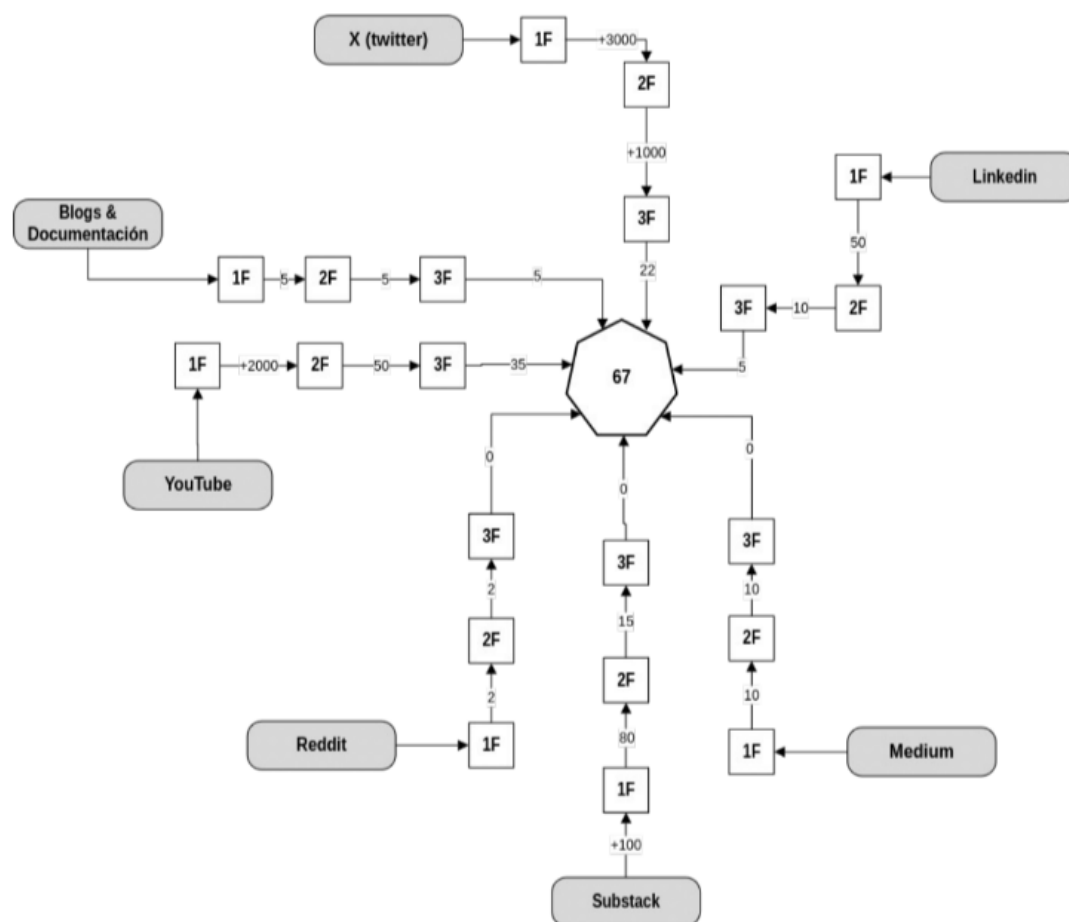 X (twitter)
1F
+3000
2F
+1000
3F
22
Linkedin
1F
50
2F
10
3F
5
Blogs &
Documentación
1F
5
2F
5
3F
5
YouTube
1F
+2000
2F
50
3F
35
67
Reddit
1F
2
2F
2
3F
0
Substack
+100
1F
80
2F
15
3F
0
Medium
1F
10
2F
10
3F
0